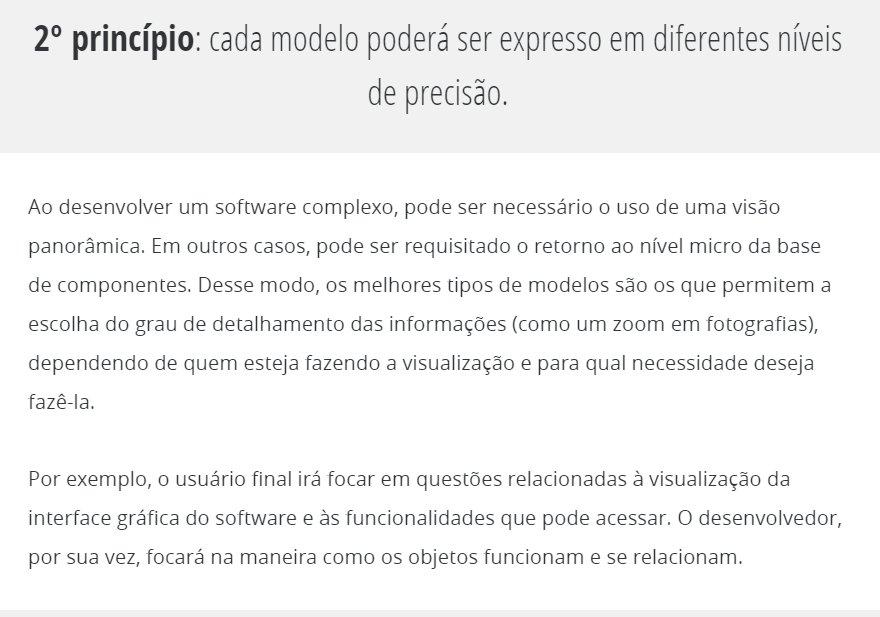 2º princípio: cada modelo poderá ser expresso em diferentes níveis
de precisão.
Ao desenvolver um software complexo, pode ser necessário o uso de uma visão
panorâmica. Em outros casos, pode ser requisitado o retorno ao nível micro da base
de componentes. Desse modo, os melhores tipos de modelos são os que permitem a
escolha do grau de detalhamento das informações (como um zoom em fotografias),
dependendo de quem esteja fazendo a visualização e para qual necessidade deseja
fazê-la.
Por exemplo, o usuário final irá focar em questões relacionadas à visualização da
interface gráfica do software e às funcionalidades que pode acessar. O desenvolvedor,
por sua vez, focará na maneira como os objetos funcionam e se relacionam.